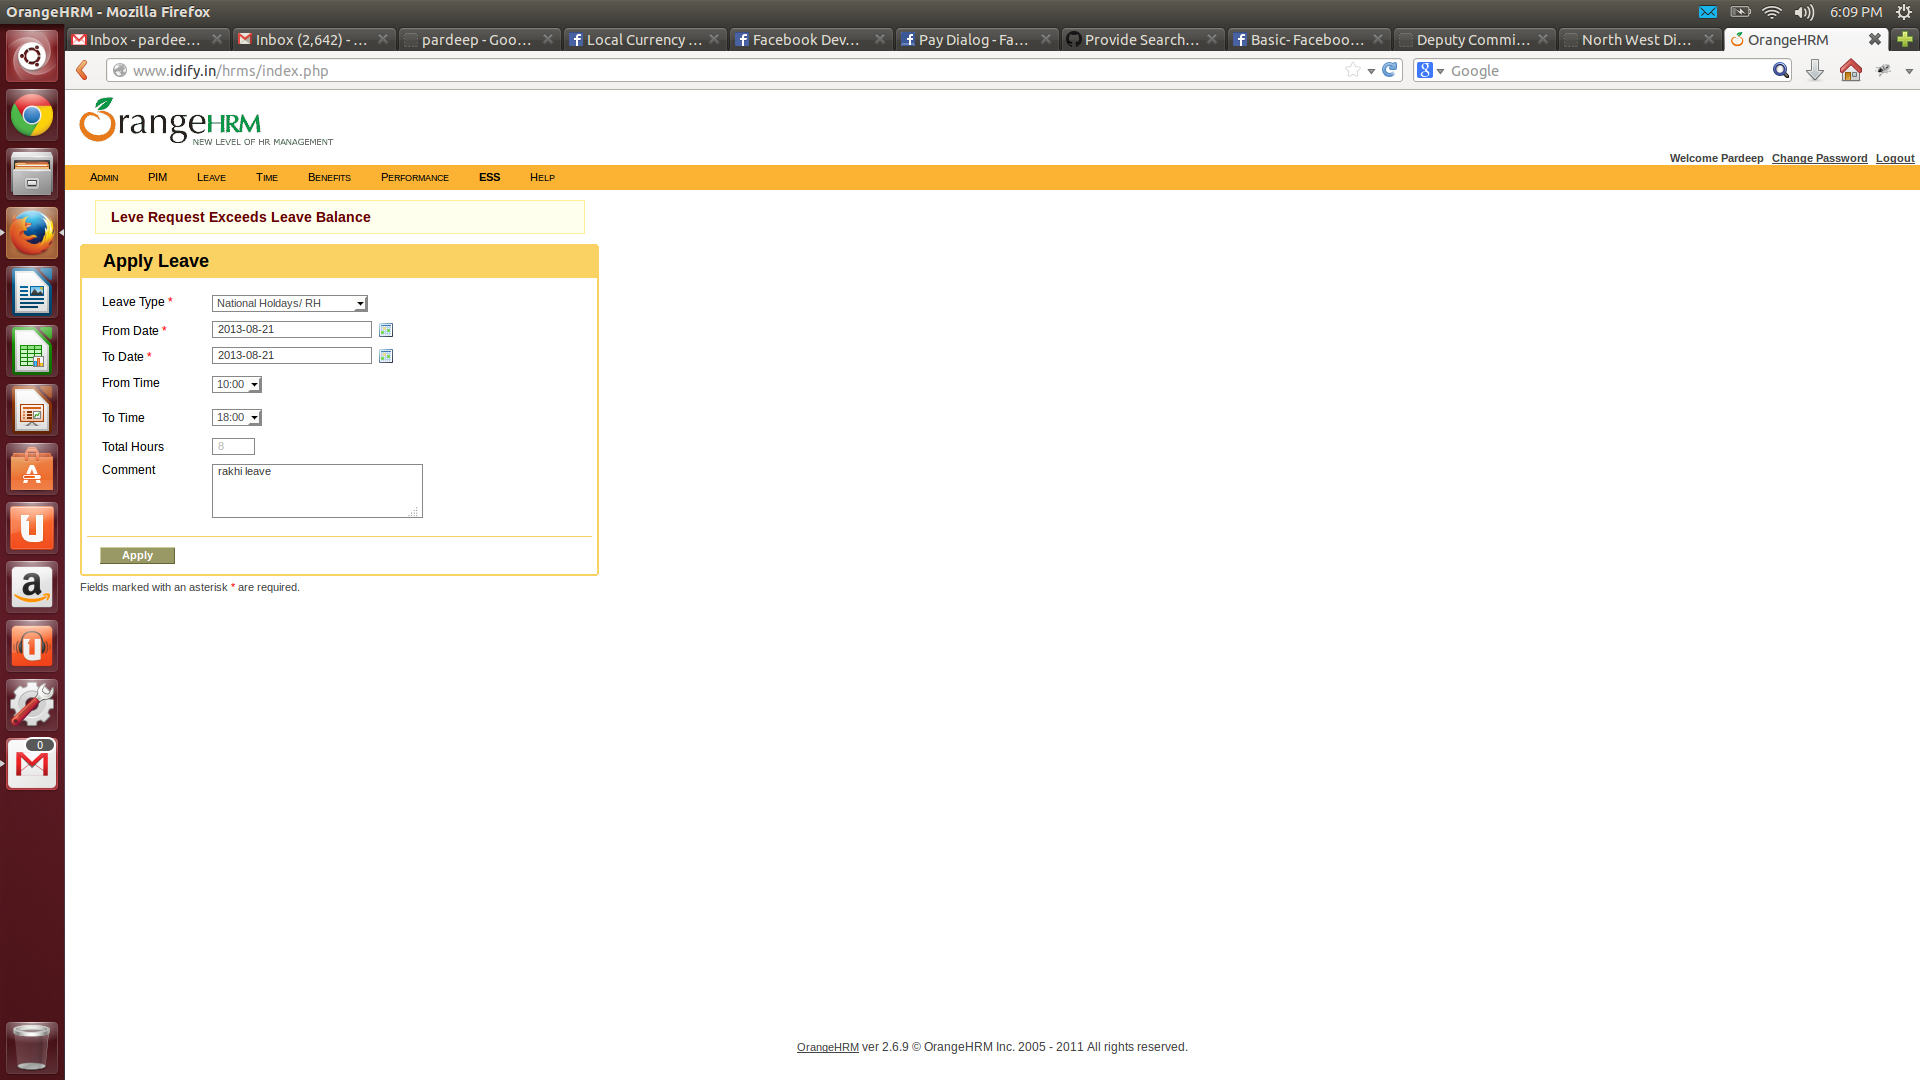 OrangeHRM - Mozilla Firefox
6:09 PM
Inbox - pardee... Inbox (2,642) - ... pardeep - Goo... Local Currency ... Facebook Dev... Pay Dialog - Fa... Provide Search... Basic- Faceboo... Deputy Commi... North West Di... OrangeHRM
www.idify.in/hrms/index.php
Google
OrangeHRM
NEW LEVEL OF HR MANAGEMENT
Welcome Pardeep Change Password Logout
Admin PIM Leave Time Benefits Performance ESS Help
Leve Request Exceeds Leave Balance
Apply Leave
Leave Type * National Holdays/ RH
From Date * 2013-08-21
To Date * 2013-08-21
From Time 10:00
To Time 18:00
Total Hours 8
Comment rakhi leave
Apply
Fields marked with an asterisk * are required.
0
OrangeHRM ver 2.6.9 © OrangeHRM Inc. 2005 - 2011 All rights reserved.